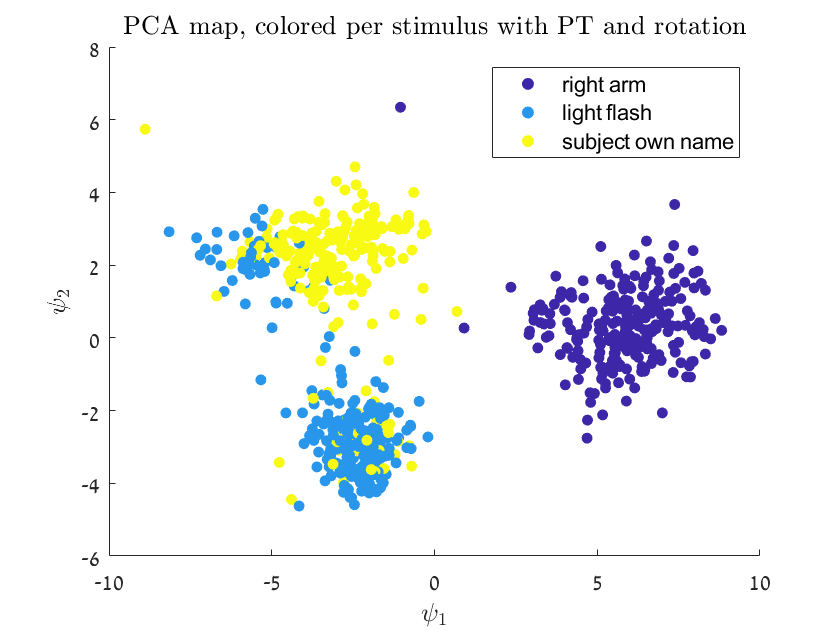 PCA map, colored per stimulus with PT and rotation
8
6
4
2
0
-2
-4
-6
ψ₂
right arm
light flash
subject own name
-10
-5
0
5
10
ψ₁